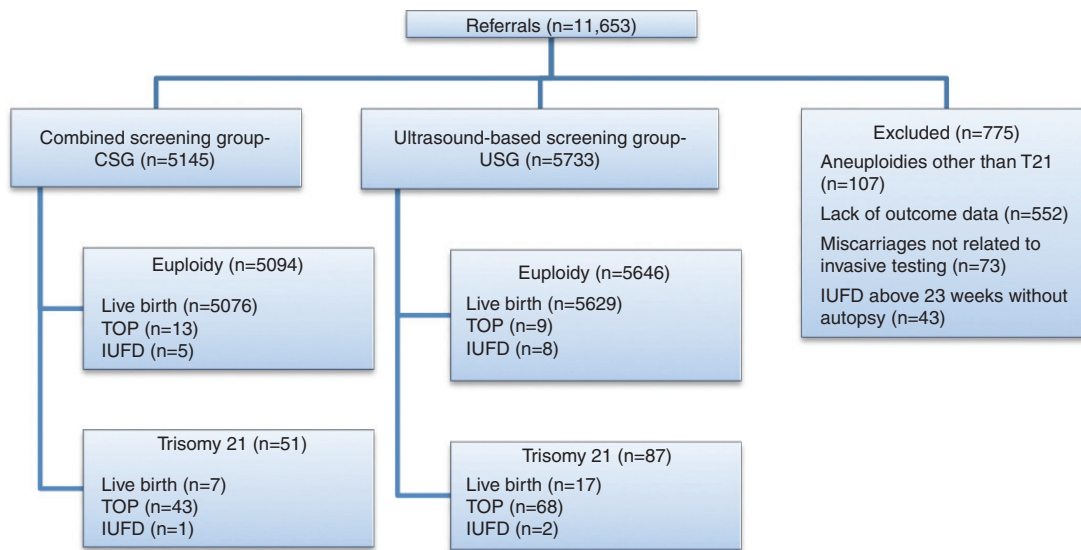 Referrals (n=11,653)
Combined screening group-
CSG (n=5145)
Ultrasound-based screening group-
USG (n=5733)
Excluded (n=775)
Aneuploidies other than T21
(n=107)
Lack of outcome data (n=552)
Miscarriages not related to
invasive testing (n=73)
IUFD above 23 weeks without
autopsy (n=43)
Euploidy (n=5094)
Live birth (n=5076)
TOP (n=13)
IUFD (n=5)
Euploidy (n=5646)
Live birth (n=5629)
TOP (n=9)
IUFD (n=8)
Trisomy 21 (n=51)
Live birth (n=7)
TOP (n=43)
IUFD (n=1)
Trisomy 21 (n=87)
Live birth (n=17)
TOP (n=68)
IUFD (n=2)